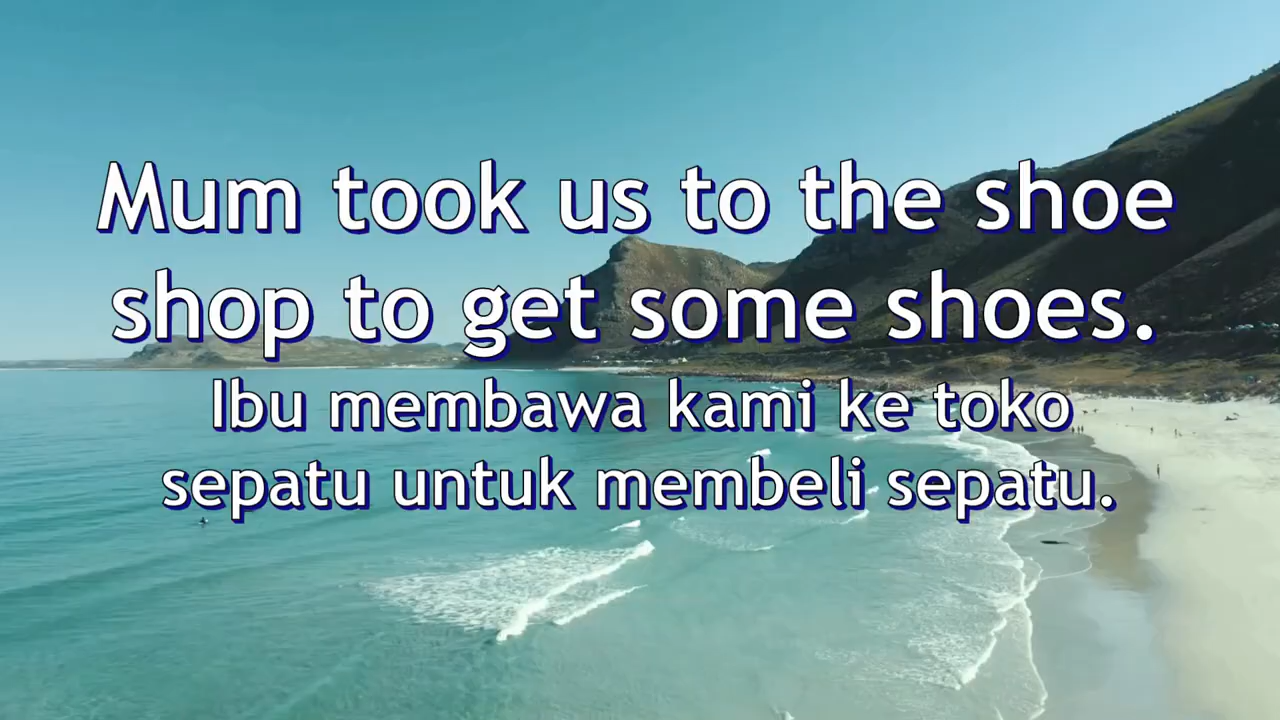 Mum took us to the shoe
shop to get some shoes.
Ibu membawa kami ke toko
sepatu untuk membeli sepatu.